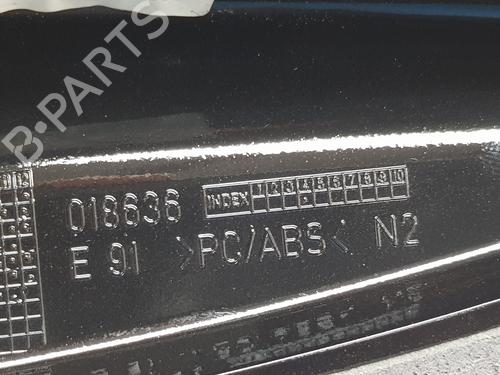 B-PARTS
018636
INDEX 1 2 3 4 5 6 7 8 9 10
E 91 >PC/ABS< N2